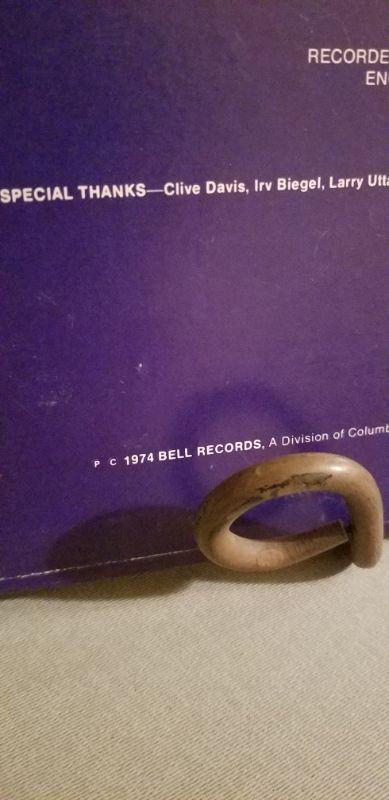 RECORDE
EN
SPECIAL THANKS—Clive Davis, Irv Biegel, Larry Utta
P C 1974 BELL RECORDS, A Division of Columb